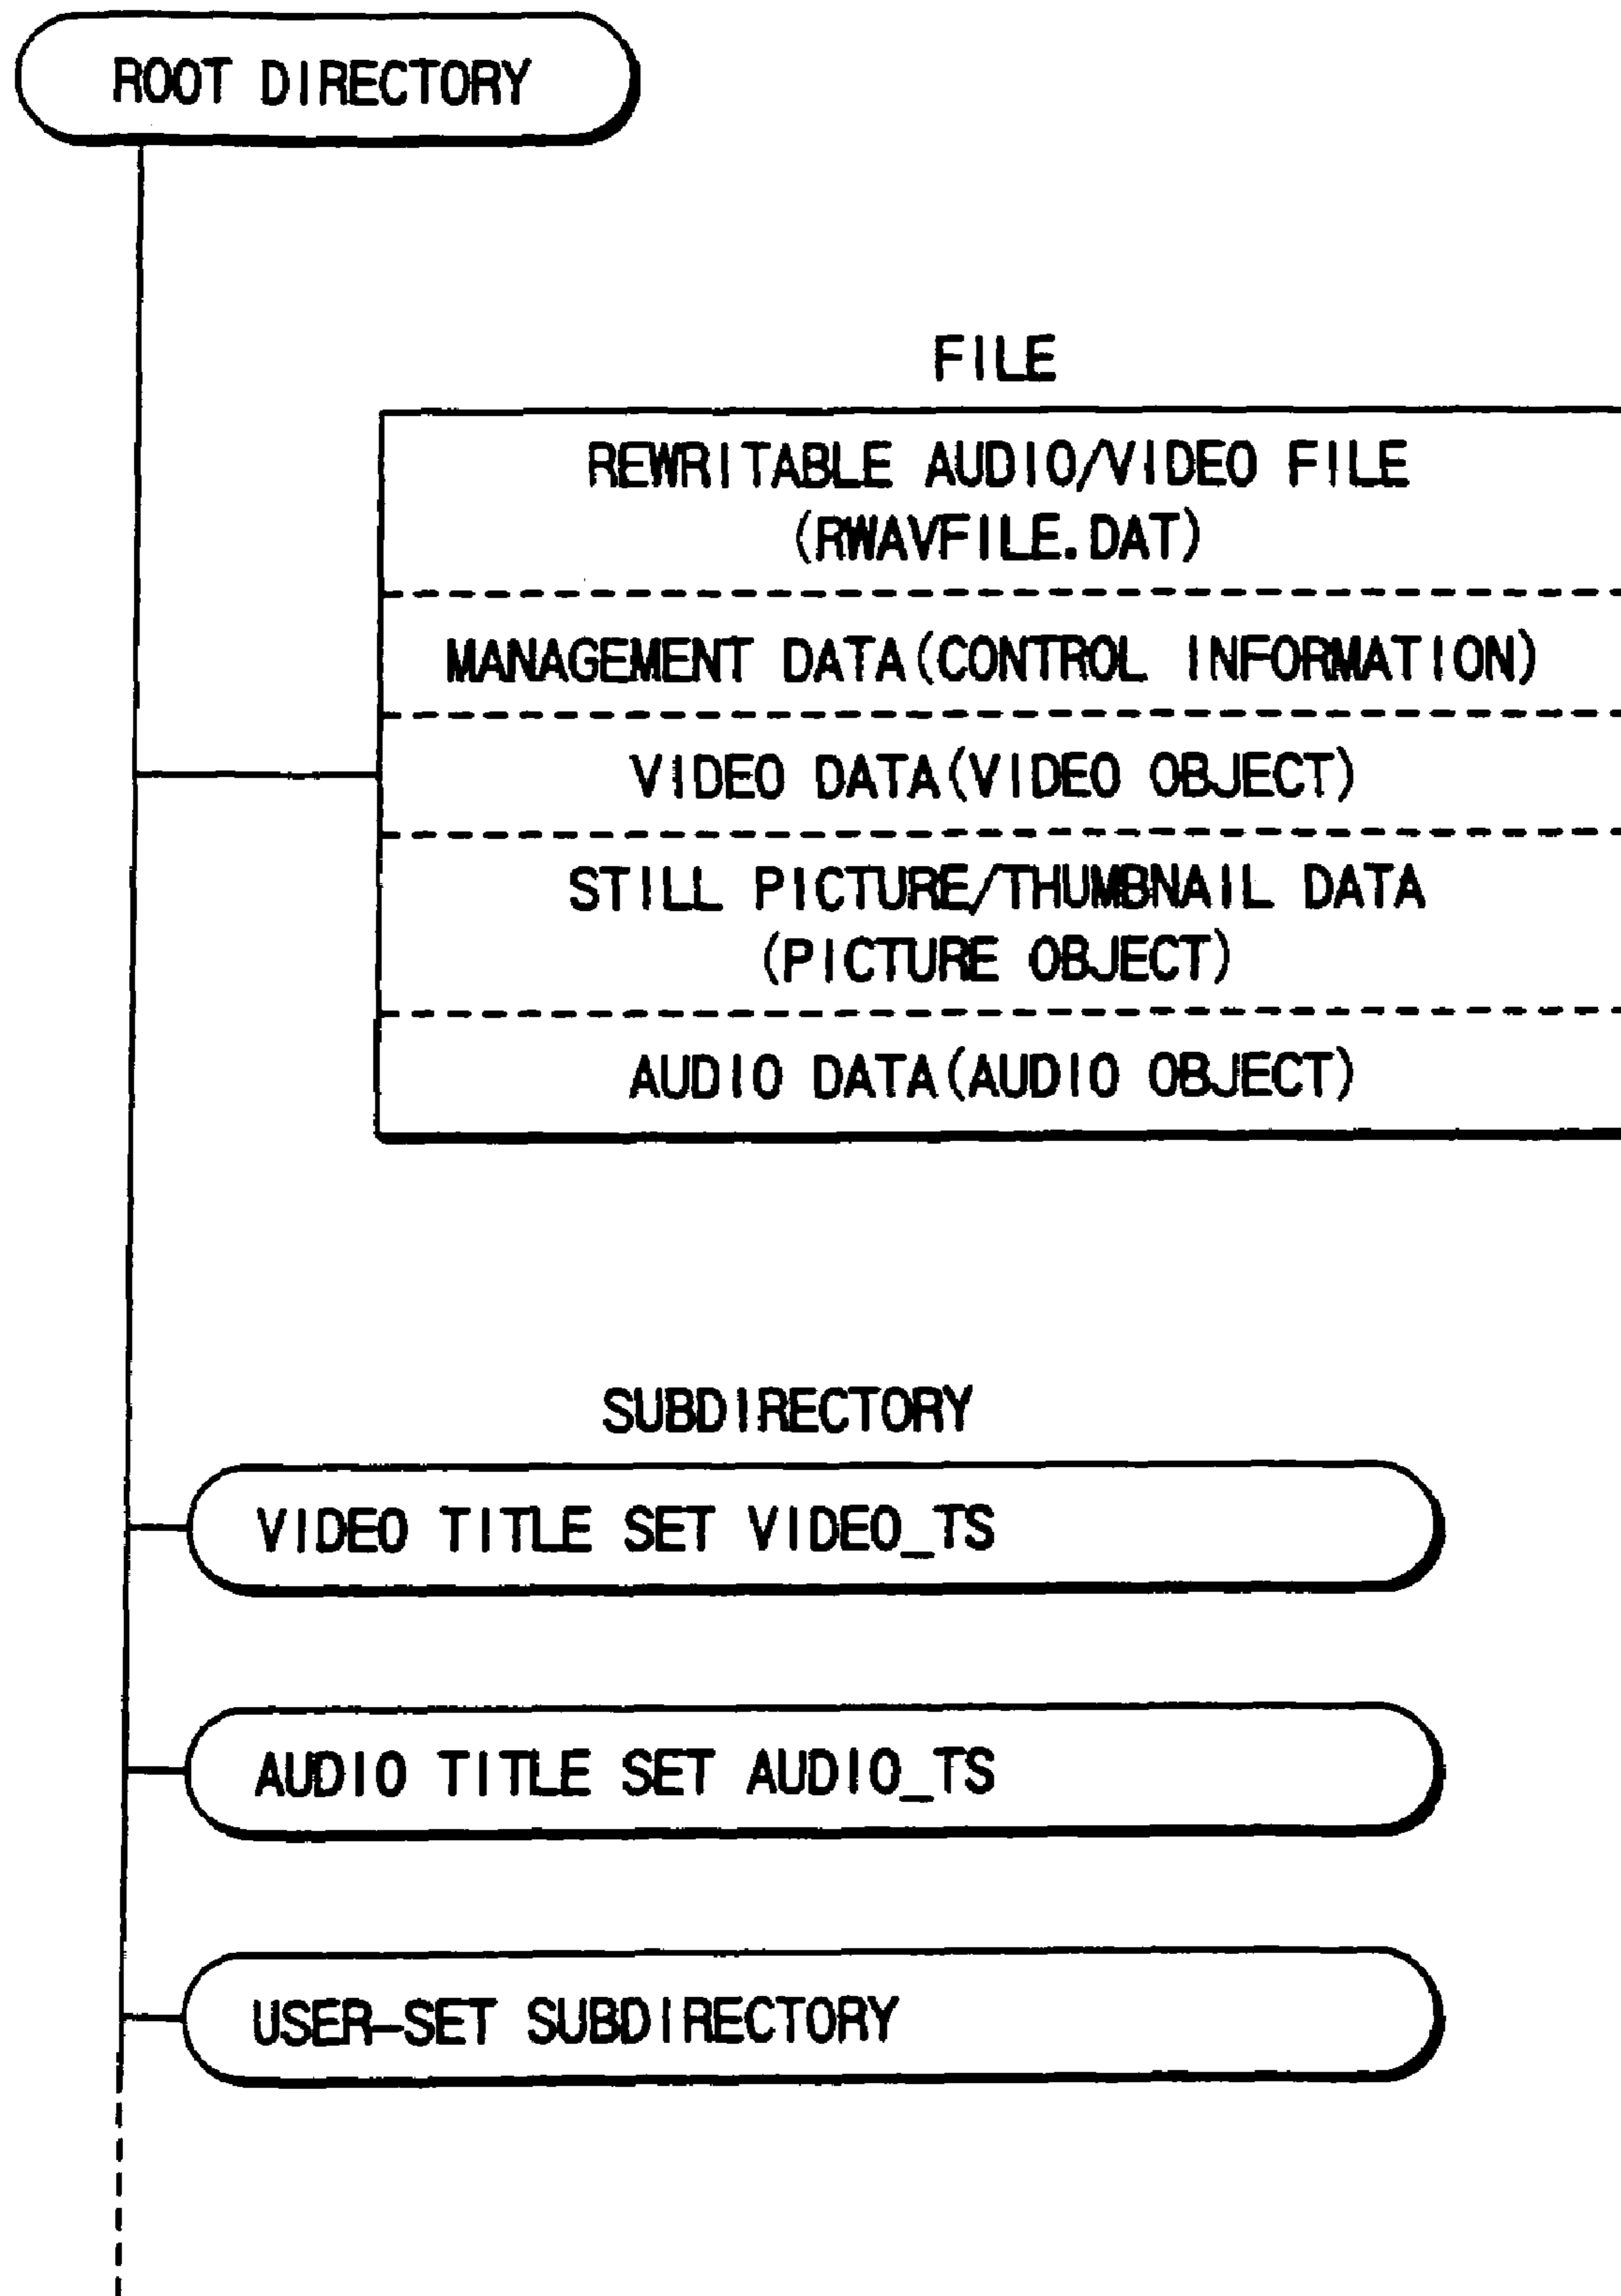 ROOT DIRECTORY
FILE
REWRITABLE AUDIO/VIDEO FILE
(RWAVFILE.DAT)
MANAGEMENT DATA(CONTROL INFORMATION)
VIDEO DATA(VIDEO OBJECT)
STILL PICTURE/THUMBNAIL DATA
(PICTURE OBJECT)
AUDIO DATA(AUDIO OBJECT)
SUBDIRECTORY
VIDEO TITLE SET VIDEO_TS
AUDIO TITLE SET AUDIO_TS
USER-SET SUBDIRECTORY